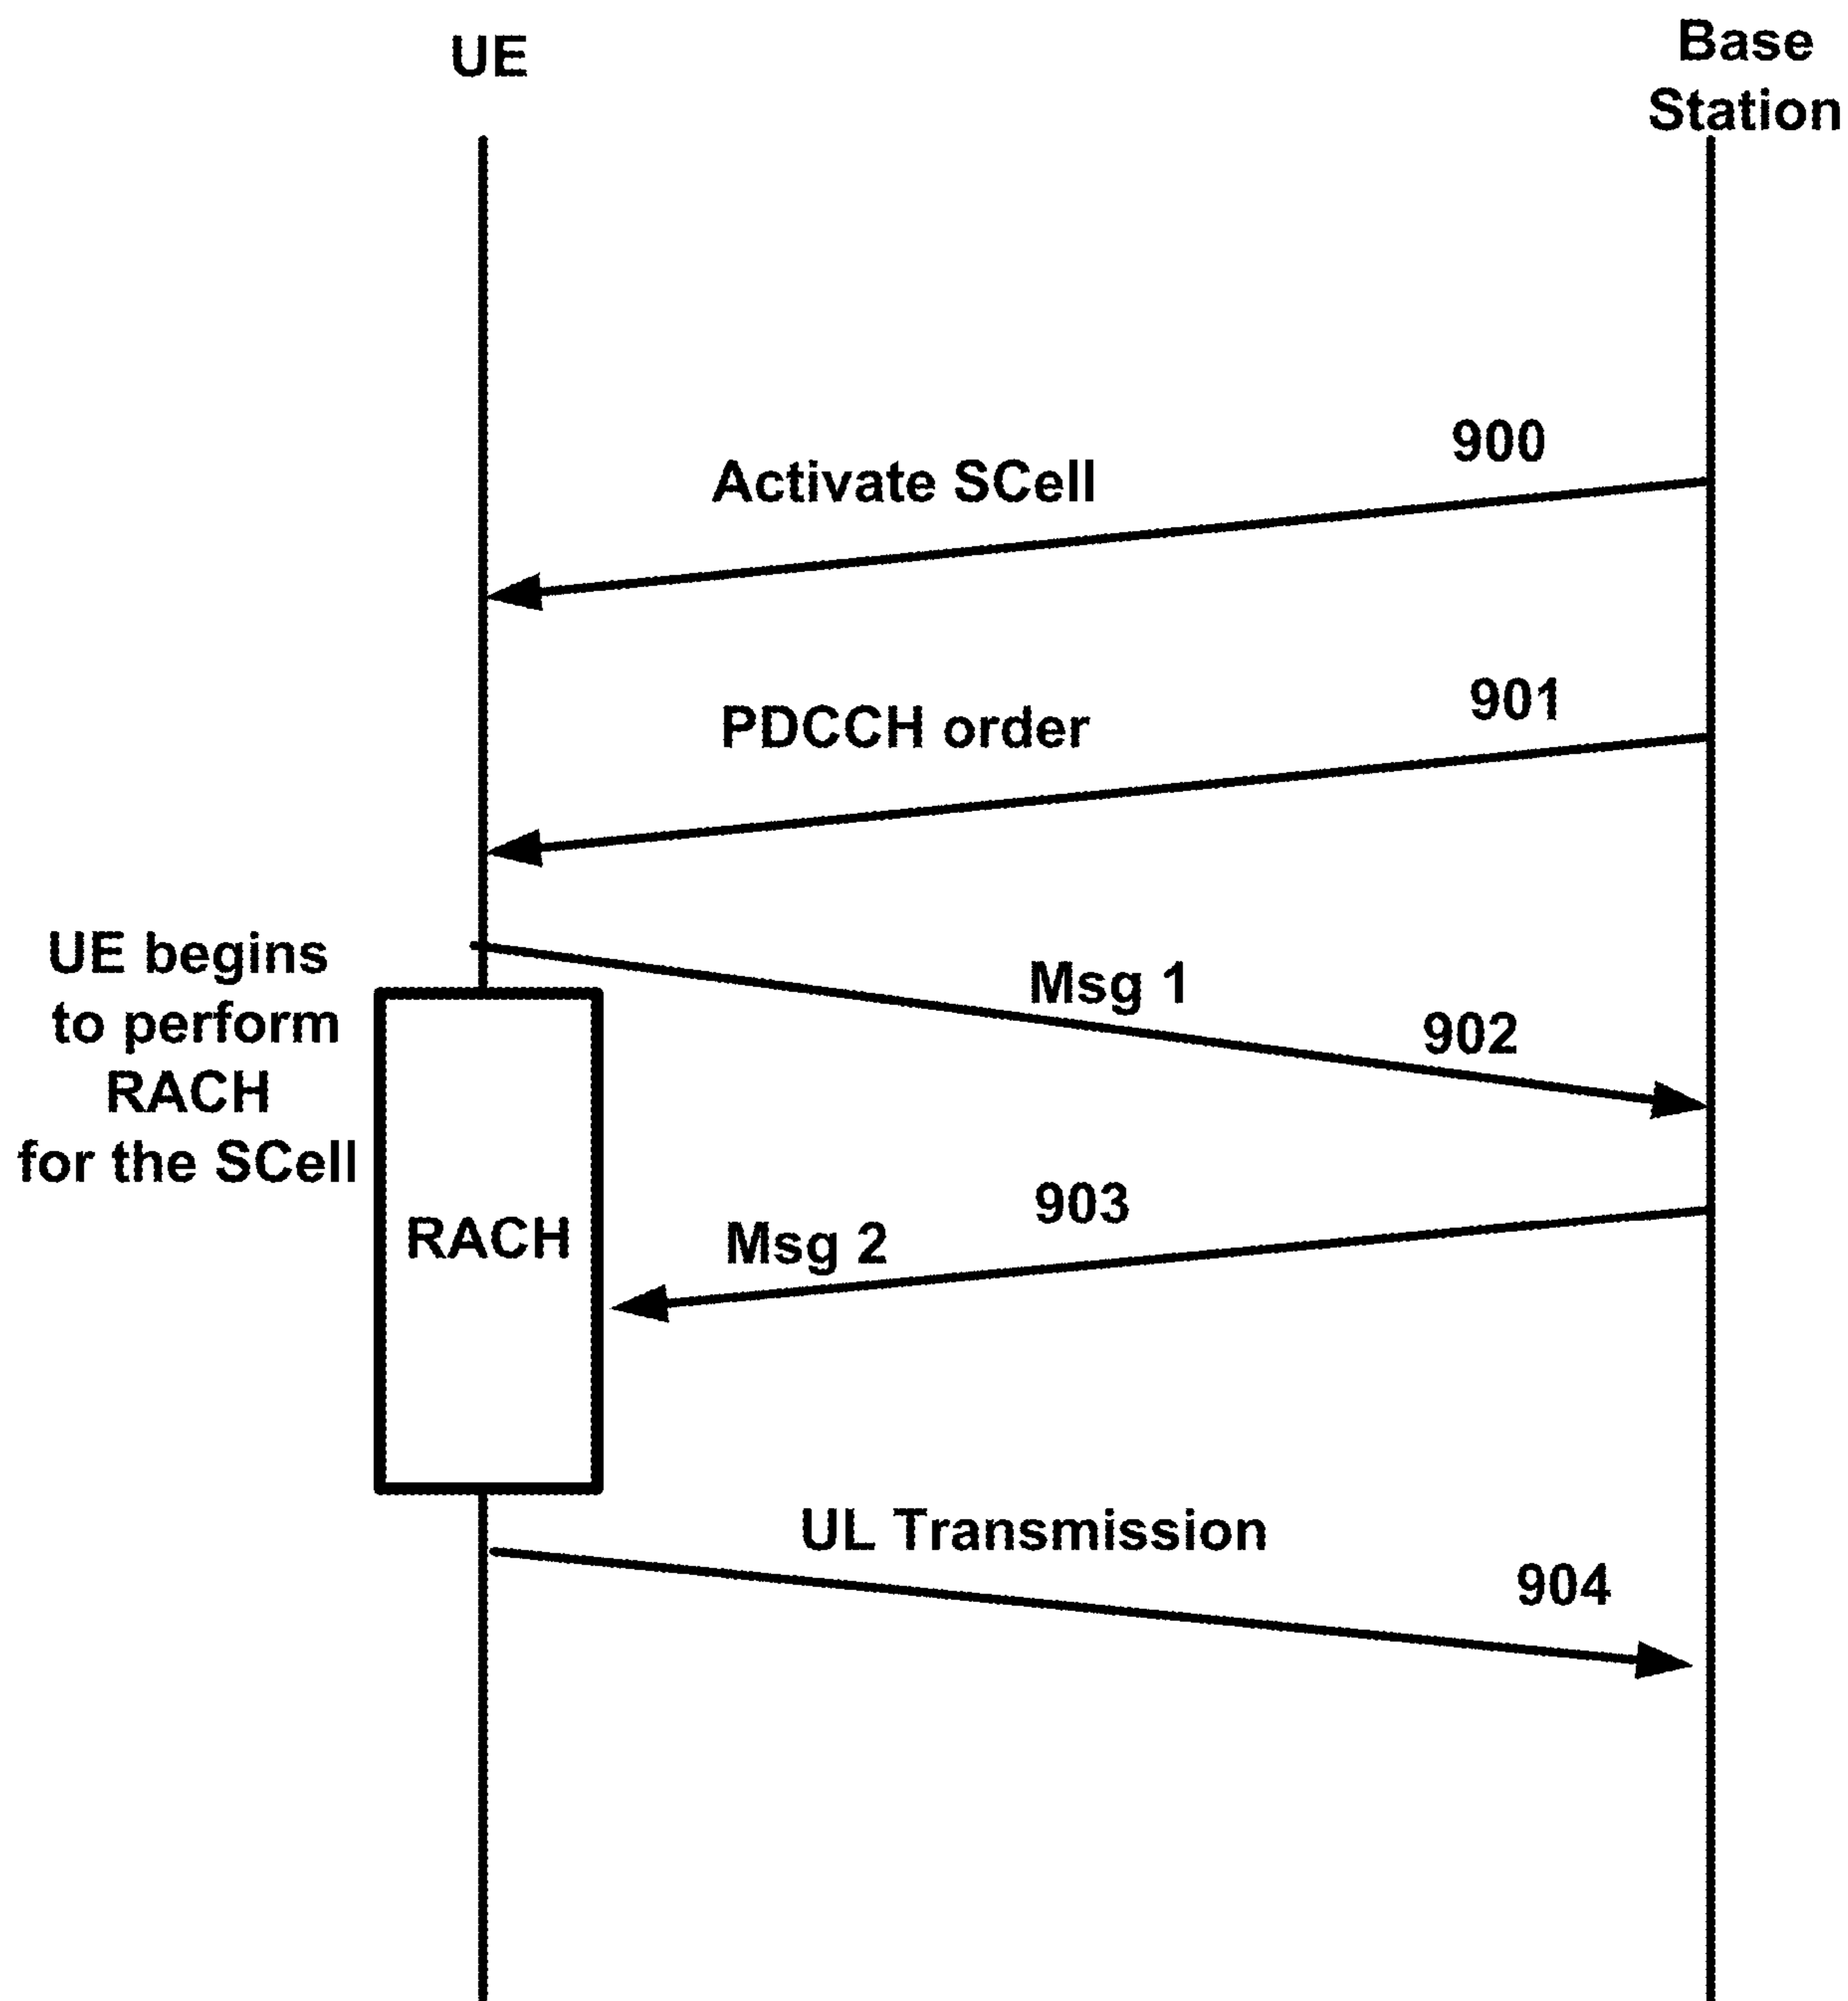 UE
Base
Station
900
Activate SCell
901
PDCCH order
UE begins
to perform
RACH
for the SCell
Msg 1
902
903
Msg 2
RACH
UL Transmission
904